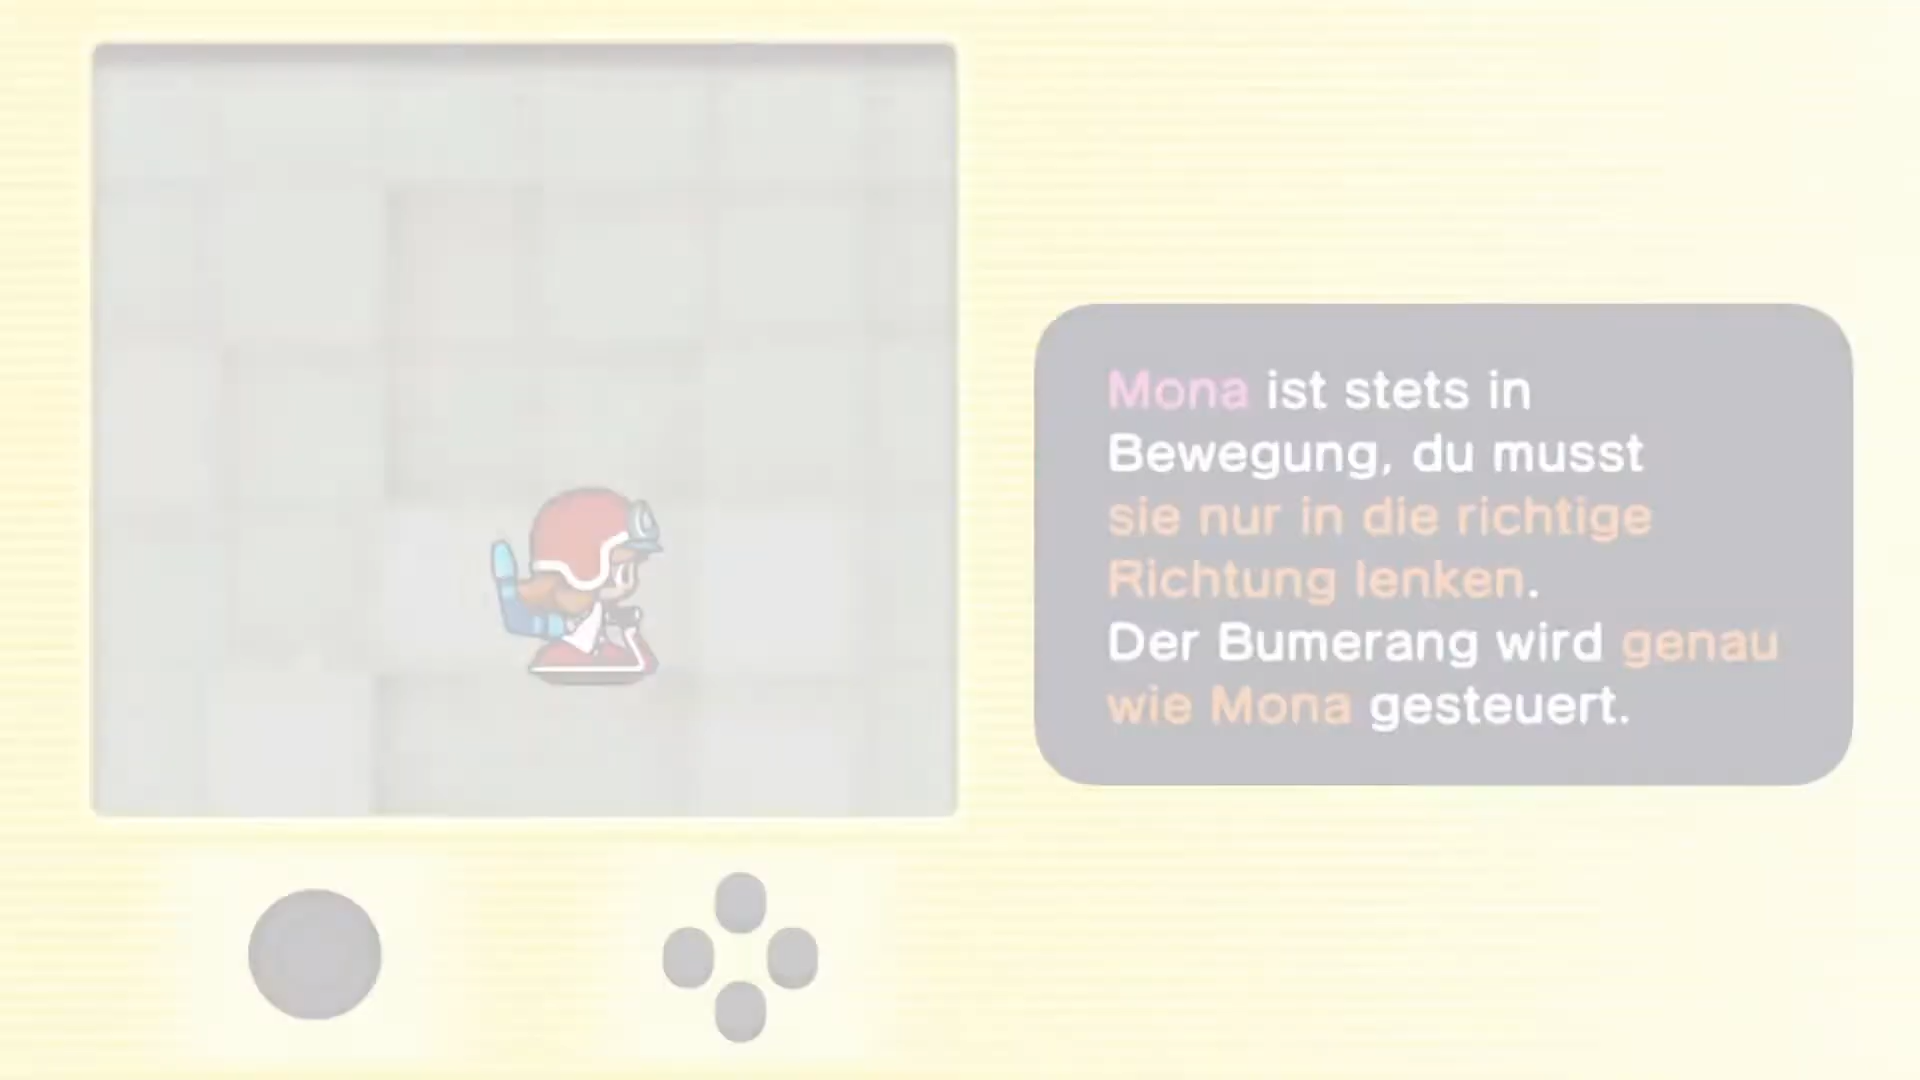 Mona ist stets in
Bewegung, du musst
sie nur in die richtige
Richtung lenken.
Der Bumerang wird genau
wie Mona gesteuert.